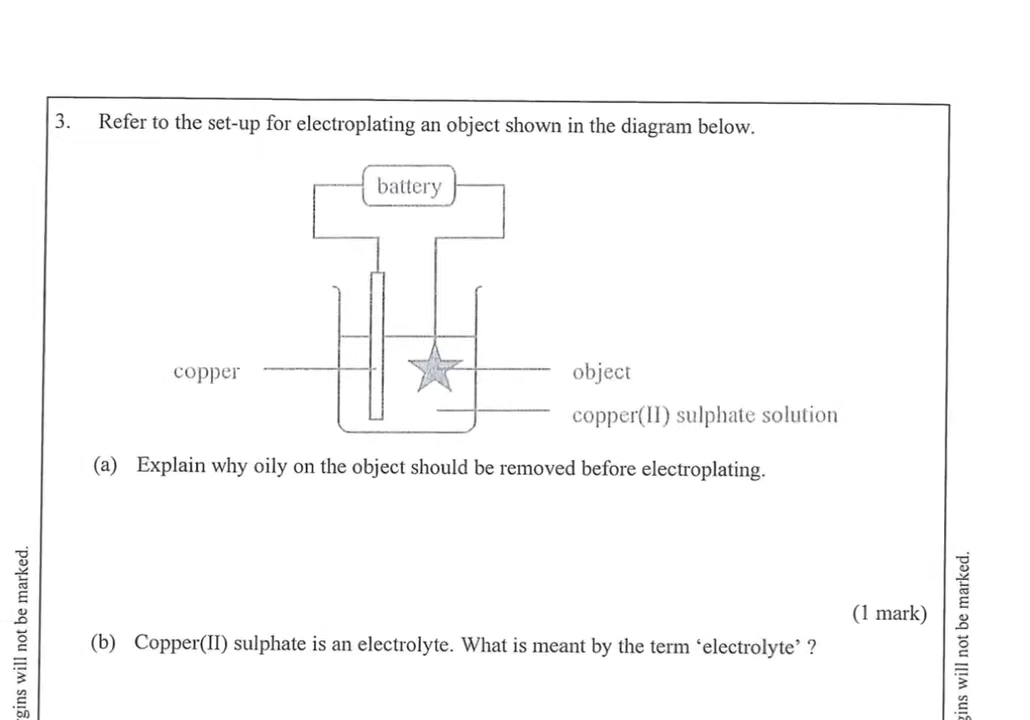 3. Refer to the set-up for electroplating an object shown in the diagram below.
battery
copper
object
copper(II) sulphate solution
(a) Explain why oily on the object should be removed before electroplating.
(1 mark)
(b) Copper(II) sulphate is an electrolyte. What is meant by the term ‘electrolyte’ ?
gins will not be marked.
gins will not be marked.